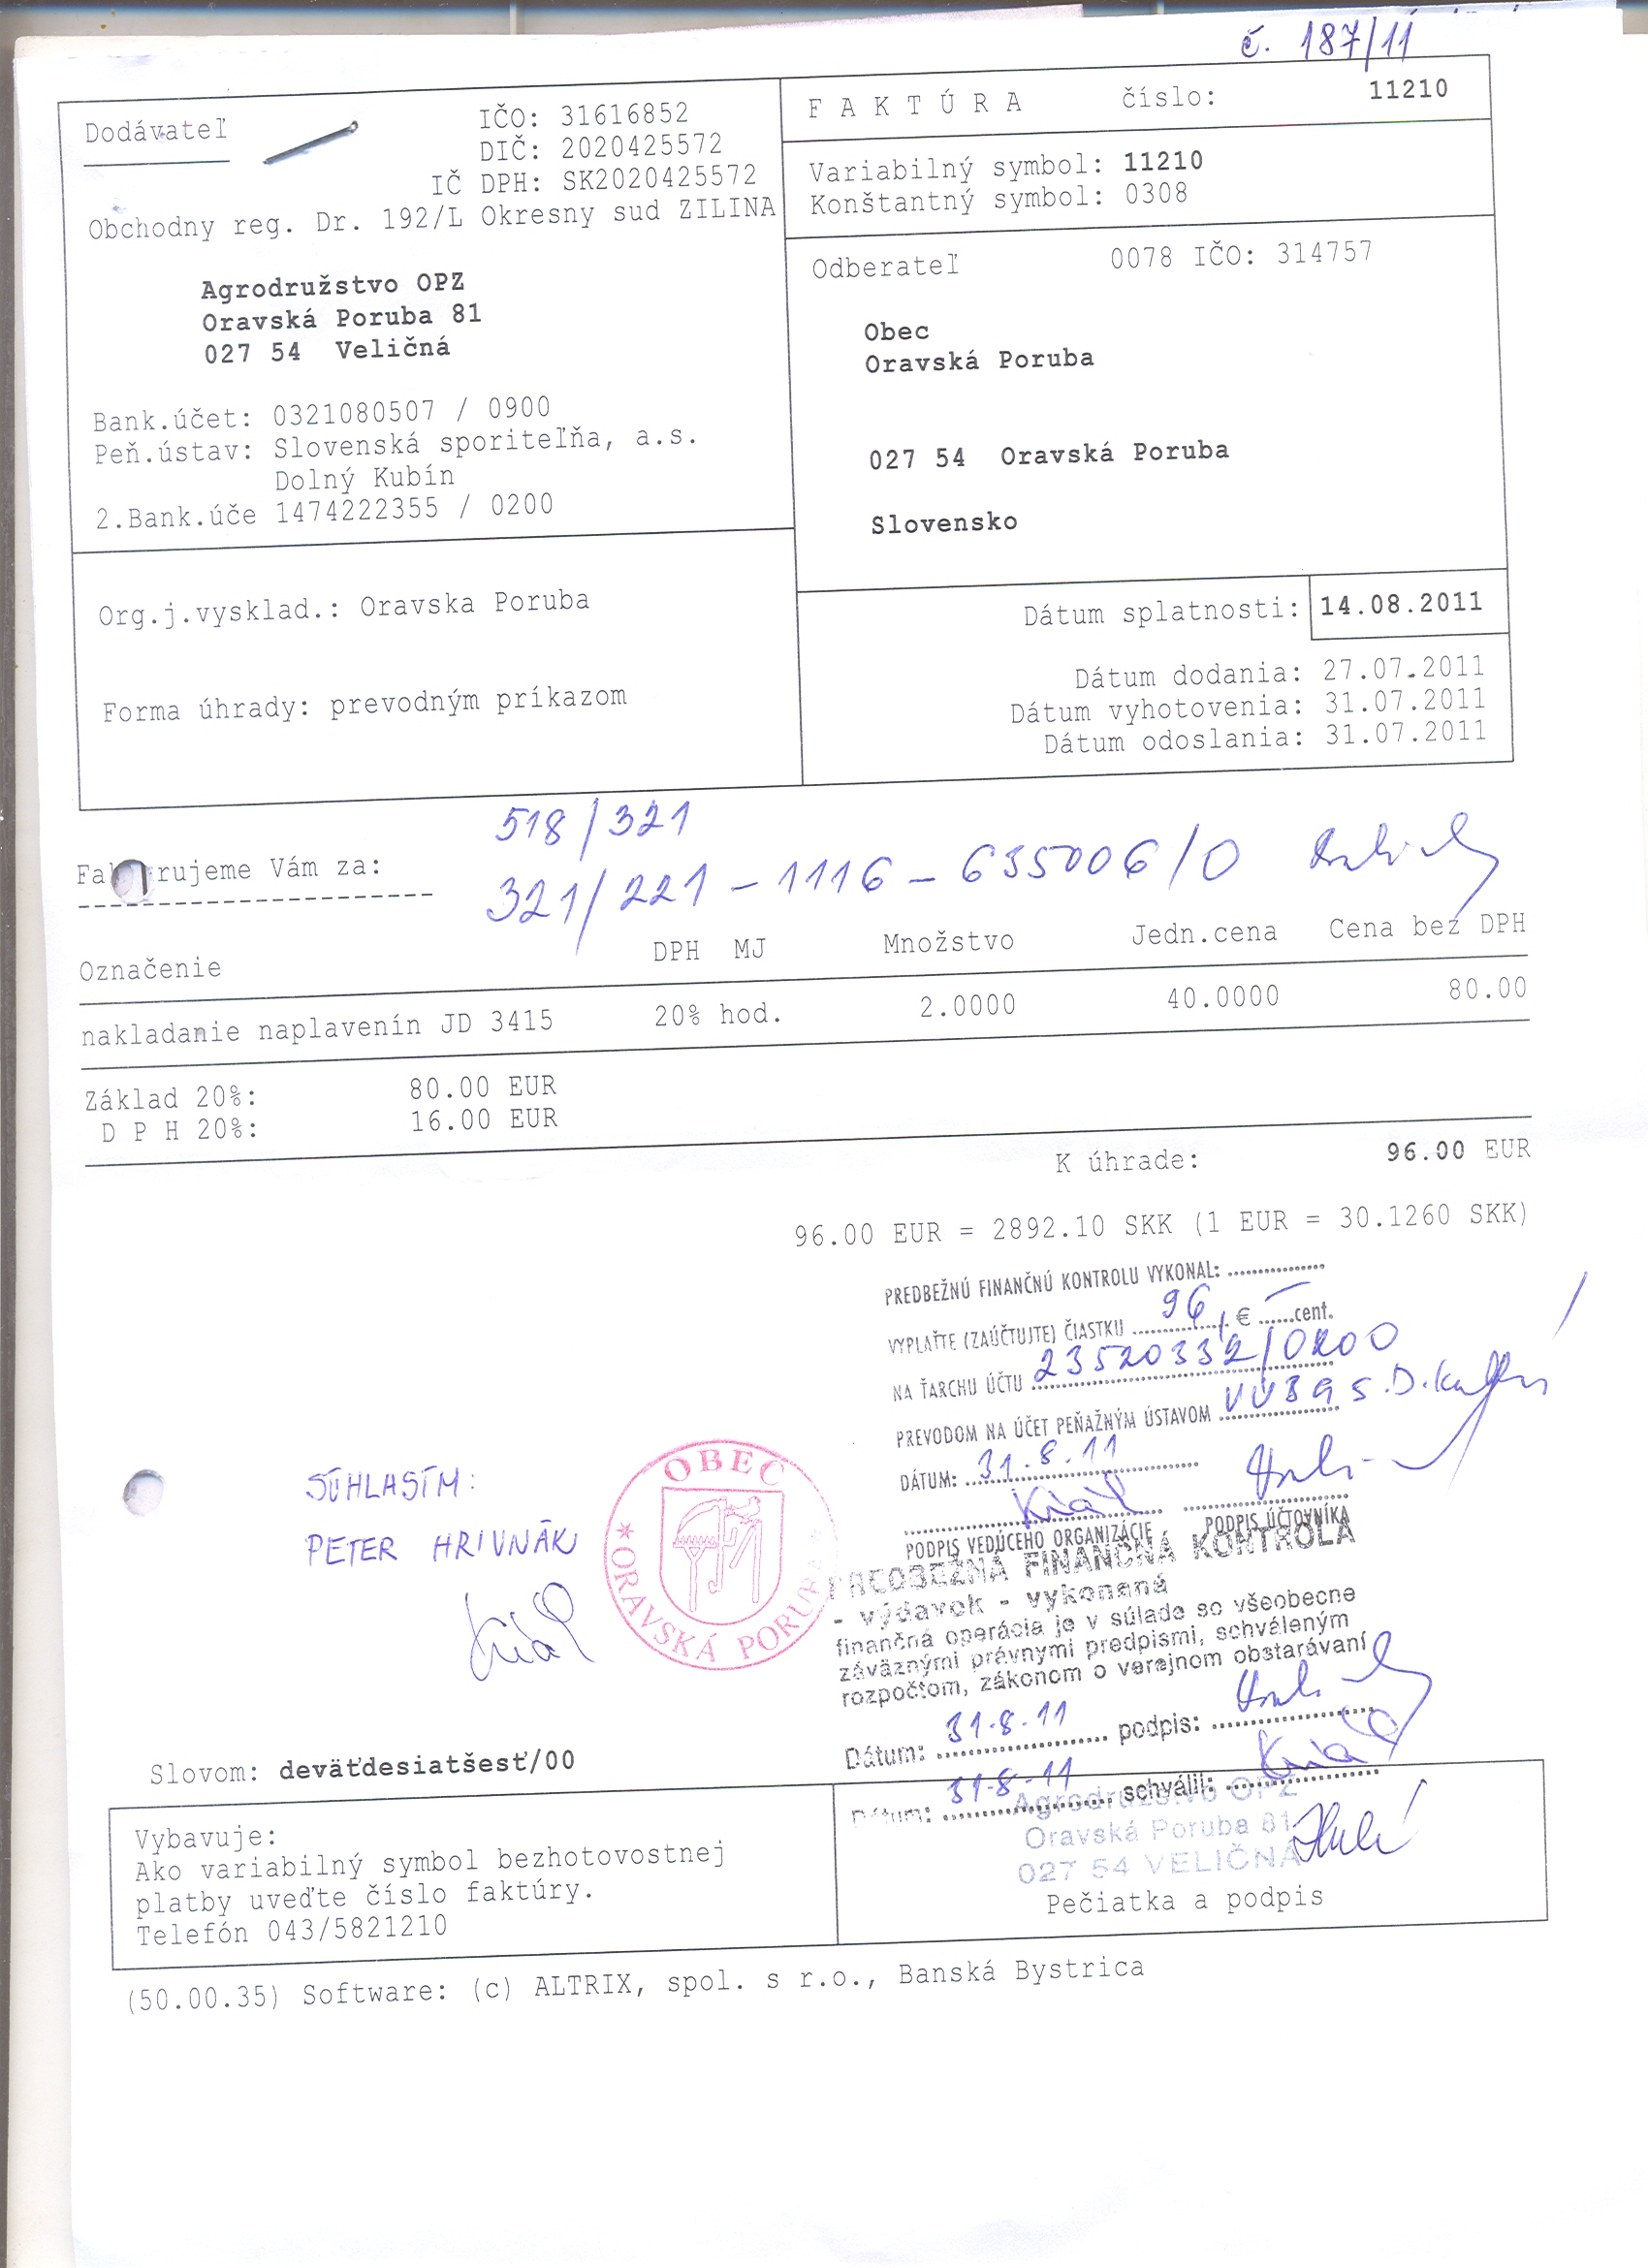 č. 187/11
Dodávateľ
IČO: 31616852
DIČ: 2020425572
IČ DPH: SK2020425572
Obchodny reg. Dr. 192/L Okresny sud ZILINA
Agrodružstvo OPZ
Oravská Poruba 81
027 54 Veličná
Bank.účet: 0321080507 / 0900
Peň.ústav: Slovenská sporiteľňa, a.s.
Dolný Kubín
2.Bank.úče 1474222355 / 0200
Org.j.vysklad.: Oravska Poruba
Forma úhrady: prevodným príkazom
F A K T Ú R A číslo: 11210
Variabilný symbol: 11210
Konštantný symbol: 0308
Odberateľ 0078 IČO: 314757
Obec
Oravská Poruba
027 54 Oravská Poruba
Slovensko
Dátum splatnosti: 14.08.2011
Dátum dodania: 27.07.2011
Dátum vyhotovenia: 31.07.2011
Dátum odoslania: 31.07.2011
518/321
Fa rujeme Vám za:
321/221-1116-635006/0
Označenie DPH MJ Množstvo Jedn.cena Cena bez DPH
nakladanie naplavenín JD 3415 20% hod. 2.0000 40.0000 80.00
Základ 20%: 80.00 EUR
D P H 20%: 16.00 EUR
K úhrade: 96.00 EUR
96.00 EUR = 2892.10 SKK (1 EUR = 30.1260 SKK)
PREDBEŽNÚ FINANČNÚ KONTROLU VYKONAL: ................
VYPLAŤTE (ZAÚČTUJTE) ČIASTKU 96,- € ......cent.
NA ŤARCHU ÚČTU 23520332/0200
PREVODOM NA ÚČET PEŇAŽNÝM ÚSTAVOM VÚB a.s. D.Kubín
DÁTUM: 31.8.11
PODPIS VEDÚCEHO ORGANIZÁCIE PODPIS ÚČTOVNÍKA
SÚHLASÍM:
PETER HRIVNÁK
OBEC
* ORAVSKÁ PORUBA *
PREDBEŽNÁ FINANČNÁ KONTROLA
- výdavok - vykonaná
finančná operácia je v súlade so všeobecne
záväznými právnymi predpismi, schváleným
rozpočtom, zákonom o verejnom obstarávaní
Dátum: 31.8.11 podpis:
Dátum: 31.8.11 schválil:
Slovom: deväťdesiatšesť/00
Vybavuje:
Ako variabilný symbol bezhotovostnej
platby uveďte číslo faktúry.
Telefón 043/5821210
Agrodružstvo OPZ
Oravská Poruba 81
027 54 VELIČNÁ
Pečiatka a podpis
(50.00.35) Software: (c) ALTRIX, spol. s r.o., Banská Bystrica